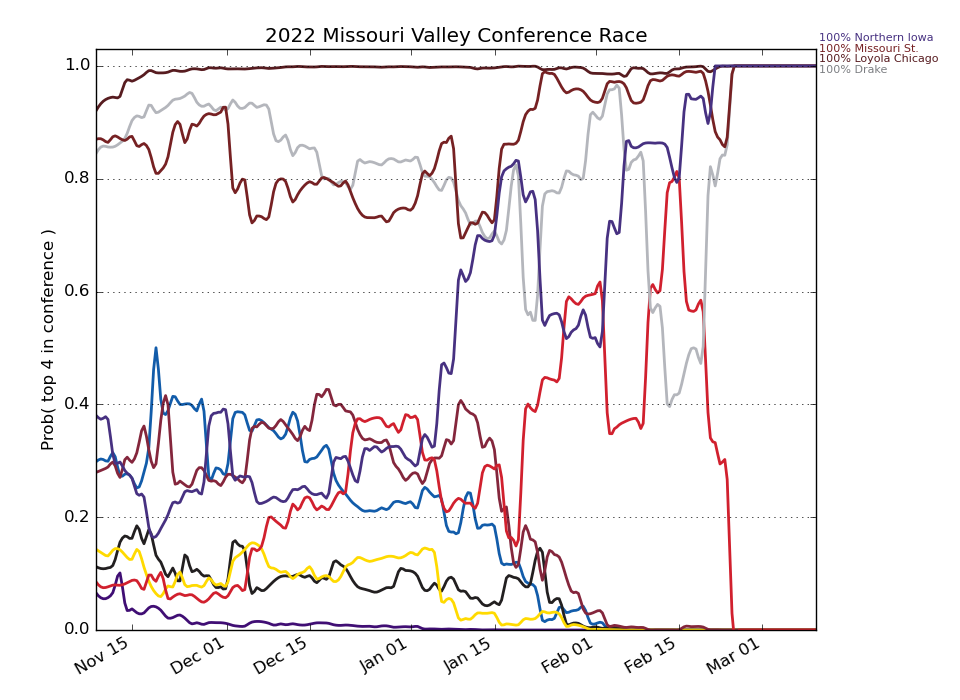 2022 Missouri Valley Conference Race
100% Northern Iowa
100% Missouri St.
100% Loyola Chicago
100% Drake
1.0
0.8
0.6
0.4
0.2
0.0
Prob( top 4 in conference )
Nov 15
Dec 01
Dec 15
Jan 01
Jan 15
Feb 01
Feb 15
Mar 01